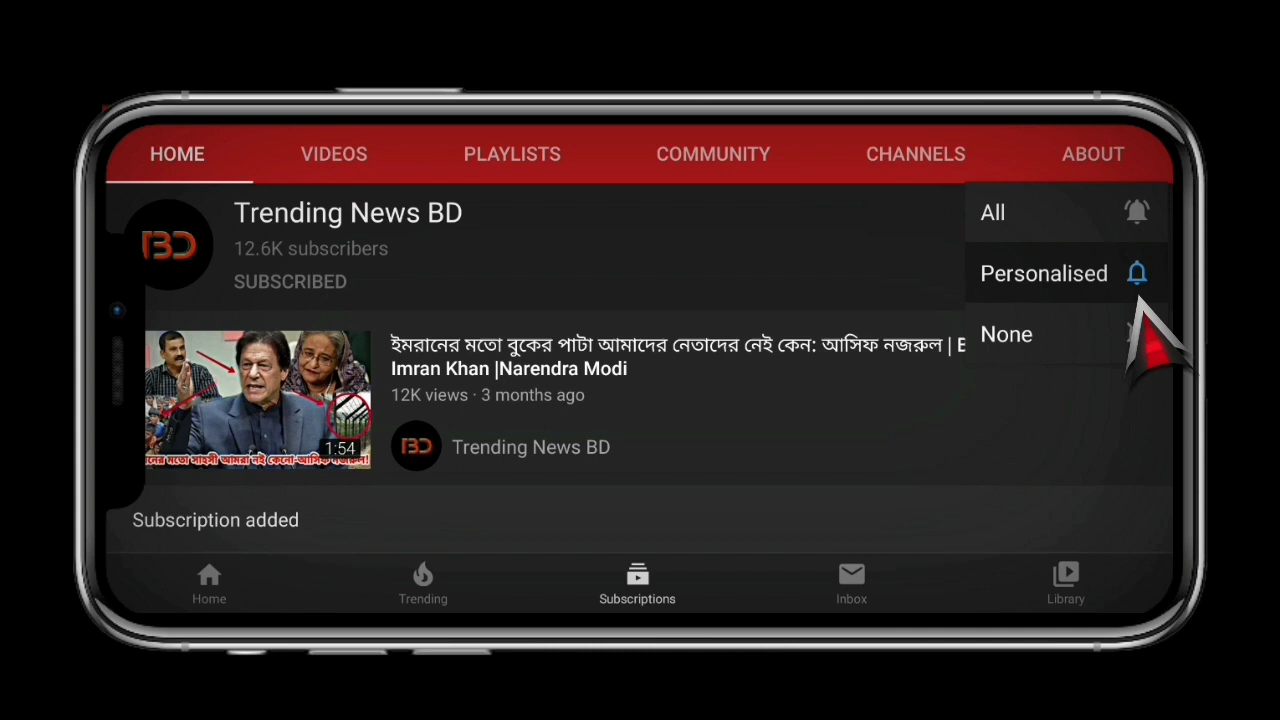 HOME VIDEOS PLAYLISTS COMMUNITY CHANNELS ABOUT
BD
Trending News BD
12.6K subscribers
SUBSCRIBED
All
Personalised
None
ইমরানের মতো বুকের পাটা আমাদের নেতাদের নেই কেন: আসিফ নজরুল |
Imran Khan |Narendra Modi
12K views · 3 months ago
BD Trending News BD
1:54
Subscription added
Home Trending Subscriptions Inbox Library